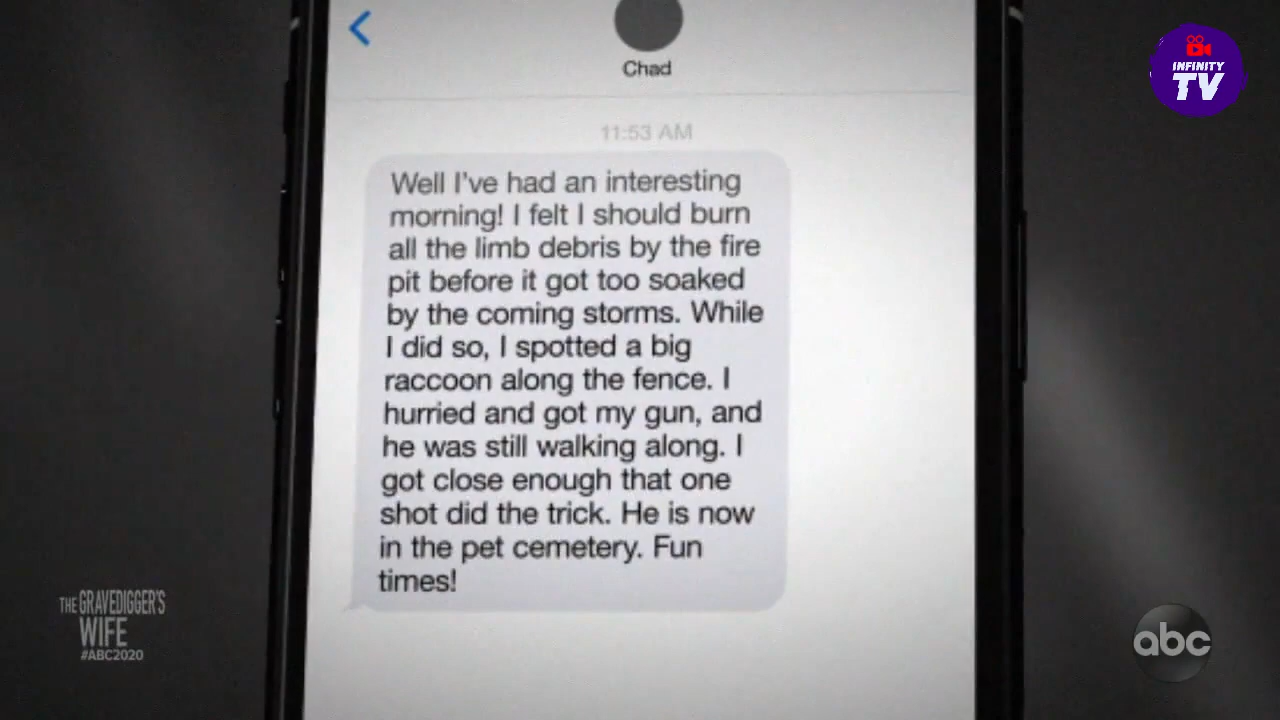 Chad
11:53 AM
Well I've had an interesting
morning! I felt I should burn
all the limb debris by the fire
pit before it got too soaked
by the coming storms. While
I did so, I spotted a big
raccoon along the fence. I
hurried and got my gun, and
he was still walking along. I
got close enough that one
shot did the trick. He is now
in the pet cemetery. Fun
times!
INFINITY
TV
THE GRAVEDIGGER'S
WIFE
#ABC2020
abc